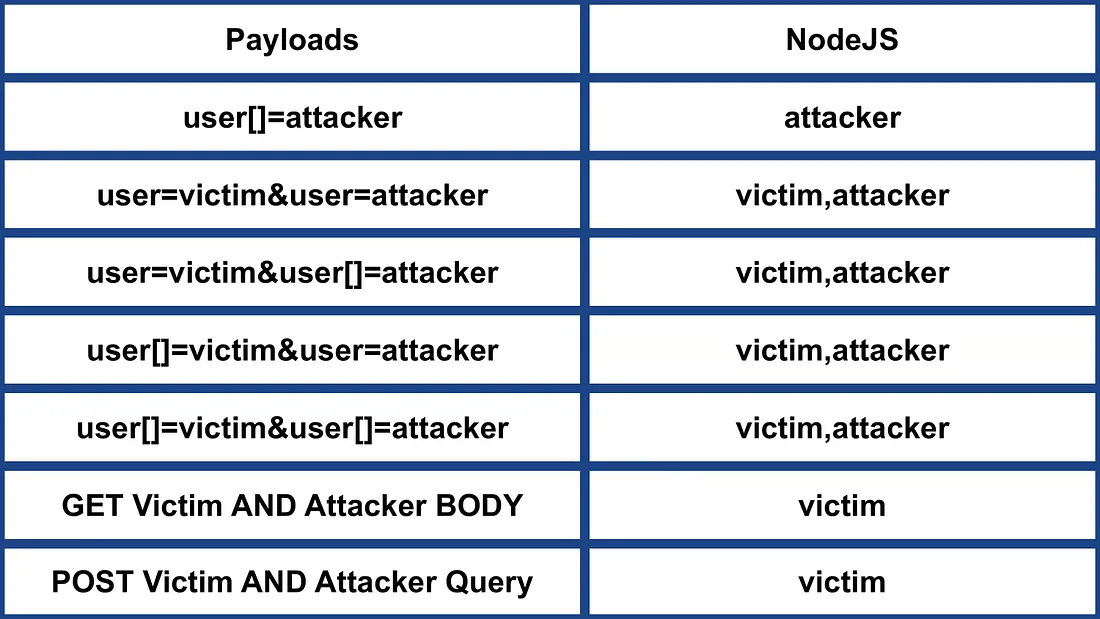 Payloads NodeJS
user[]=attacker attacker
user=victim&user=attacker victim,attacker
user=victim&user[]=attacker victim,attacker
user[]=victim&user=attacker victim,attacker
user[]=victim&user[]=attacker victim,attacker
GET Victim AND Attacker BODY victim
POST Victim AND Attacker Query victim